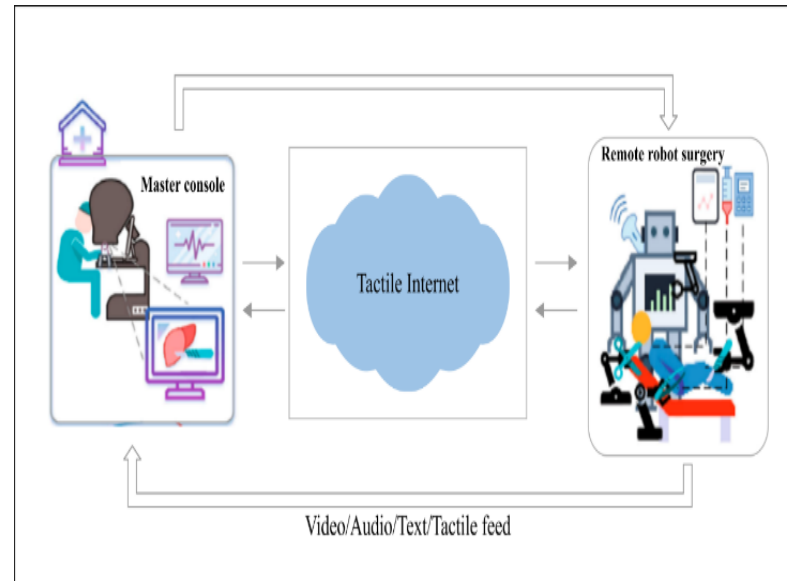 Master console
Tactile Internet
Remote robot surgery
Video/Audio/Text/Tactile feed